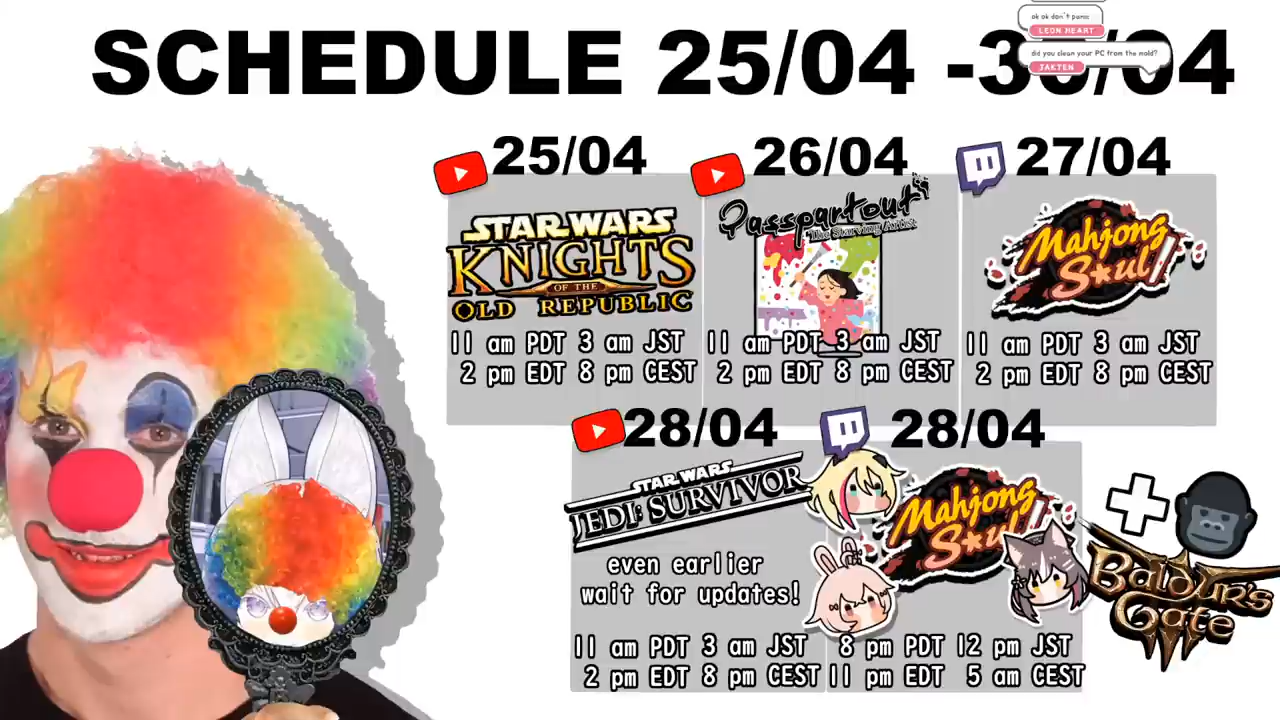 ok ok don't panic
LEON HEART
did you clean your PC from the mold?
JAKTEN
SCHEDULE 25/04 -30/04
25/04
STAR WARS
KNIGHTS
OF THE
OLD REPUBLIC
11 am PDT 3 am JST
2 pm EDT 8 pm CEST
26/04
Passpartout
The Starving Artist
11 am PDT 3 am JST
2 pm EDT 8 pm CEST
27/04
Mahjong
Soul
11 am PDT 3 am JST
2 pm EDT 8 pm CEST
28/04
STAR WARS
JEDI: SURVIVOR
even earlier
wait for updates!
11 am PDT 3 am JST
2 pm EDT 8 pm CEST
28/04
Mahjong
Soul
8 pm PDT 12 pm JST
11 pm EDT 5 am CEST
+
BALDUR'S
GATE
III